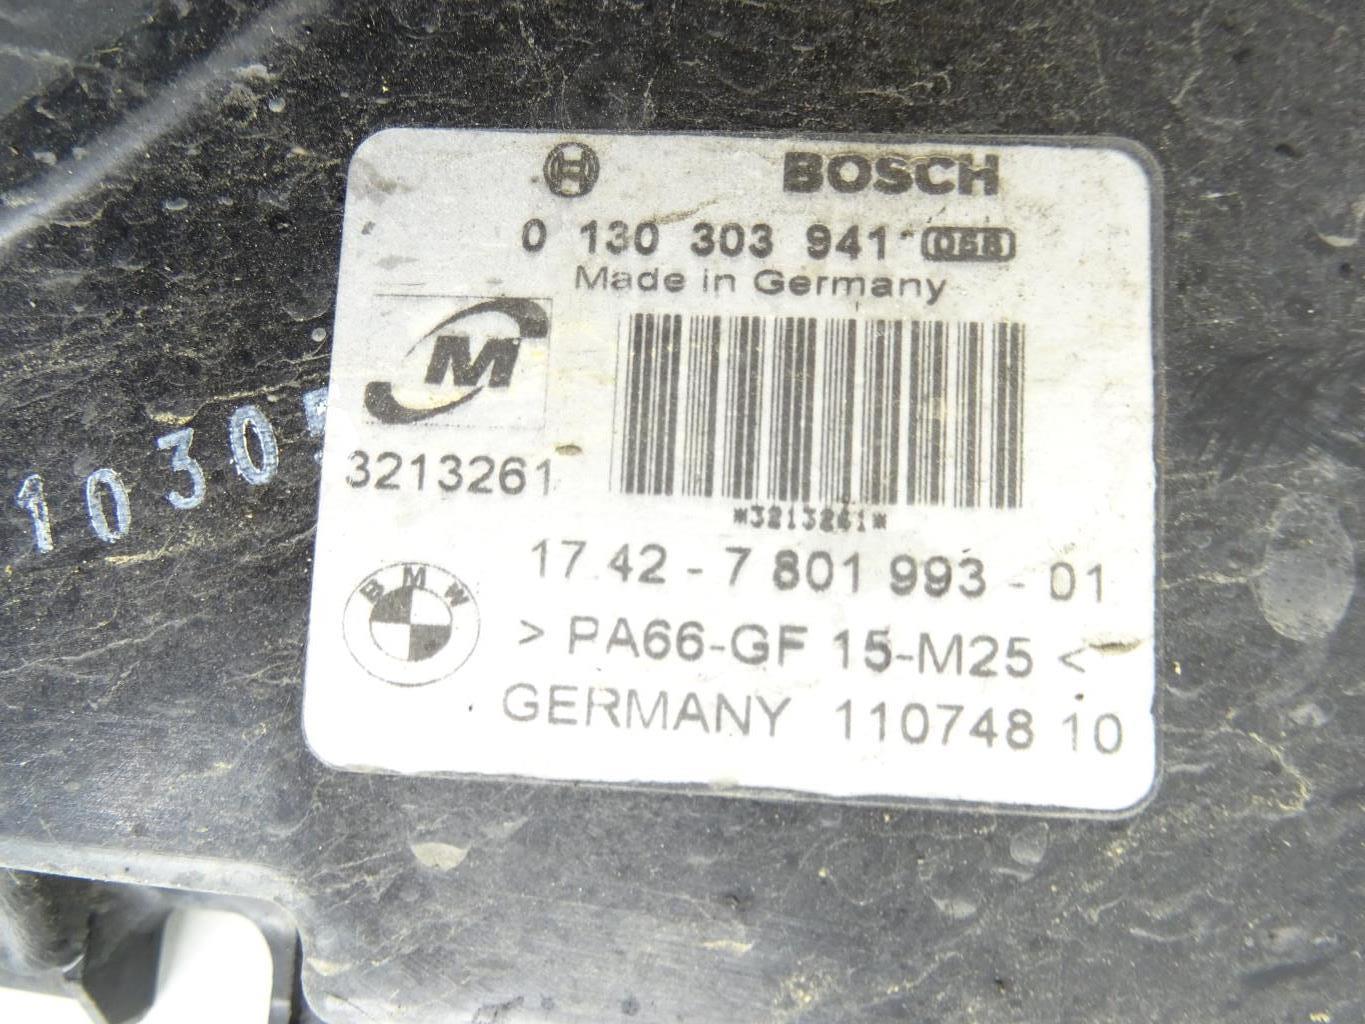 BOSCH
0 130 303 941
Made in Germany
M
3213261
*3213261*
17.42 - 7 801 993 - 01
BMW
> PA66-GF 15-M25 <
GERMANY 110748 10
10305